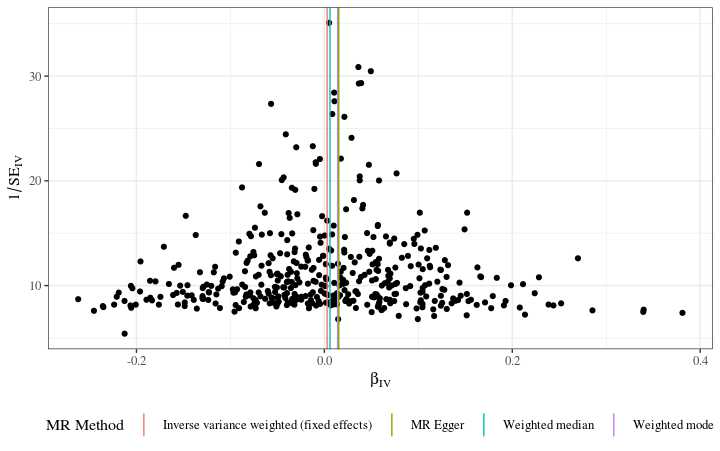 30
20
10
1/SE_IV
-0.2
0.0
0.2
0.4
β_IV
MR Method
Inverse variance weighted (fixed effects)
MR Egger
Weighted median
Weighted mode